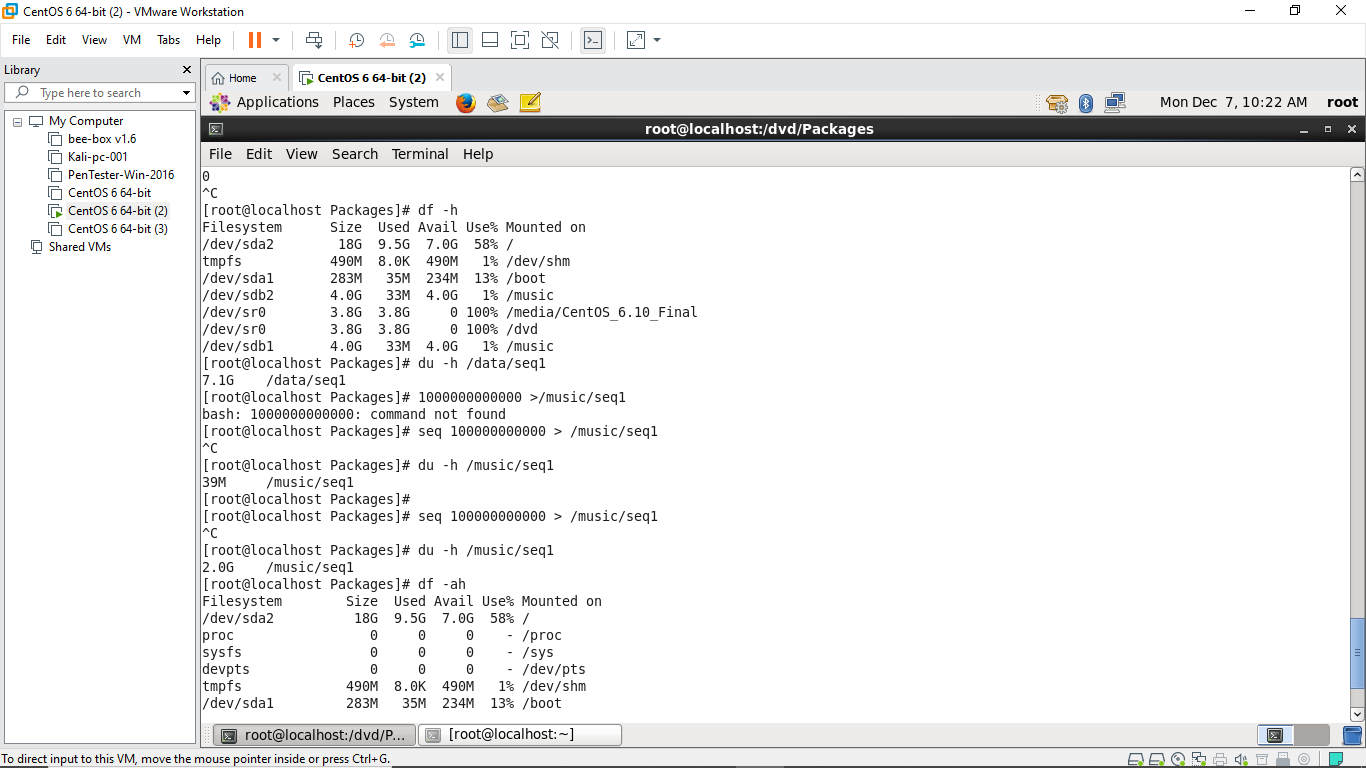 CentOS 6 64-bit (2) - VMware Workstation
File Edit View VM Tabs Help
Library
Type here to search
My Computer
bee-box v1.6
Kali-pc-001
PenTester-Win-2016
CentOS 6 64-bit
CentOS 6 64-bit (2)
CentOS 6 64-bit (3)
Shared VMs
Home CentOS 6 64-bit (2)
Applications Places System Mon Dec 7, 10:22 AM root
root@localhost:/dvd/Packages
File Edit View Search Terminal Help
0
^C
[root@localhost Packages]# df -h
Filesystem      Size  Used Avail Use% Mounted on
/dev/sda2        18G  9.5G  7.0G  58% /
tmpfs           490M  8.0K  490M   1% /dev/shm
/dev/sda1       283M   35M  234M  13% /boot
/dev/sdb2       4.0G   33M  4.0G   1% /music
/dev/sr0        3.8G  3.8G     0 100% /media/CentOS_6.10_Final
/dev/sr0        3.8G  3.8G     0 100% /dvd
/dev/sdb1       4.0G   33M  4.0G   1% /music
[root@localhost Packages]# du -h /data/seq1
7.1G    /data/seq1
[root@localhost Packages]# 1000000000000 >/music/seq1
bash: 1000000000000: command not found
[root@localhost Packages]# seq 100000000000 > /music/seq1
^C
[root@localhost Packages]# du -h /music/seq1
39M     /music/seq1
[root@localhost Packages]#
[root@localhost Packages]# seq 100000000000 > /music/seq1
^C
[root@localhost Packages]# du -h /music/seq1
2.0G    /music/seq1
[root@localhost Packages]# df -ah
Filesystem        Size  Used Avail Use% Mounted on
/dev/sda2          18G  9.5G  7.0G  58% /
proc                 0     0     0    - /proc
sysfs                0     0     0    - /sys
devpts               0     0     0    - /dev/pts
tmpfs             490M  8.0K  490M   1% /dev/shm
/dev/sda1         283M   35M  234M  13% /boot
root@localhost:/dvd/P... [root@localhost:~]
To direct input to this VM, move the mouse pointer inside or press Ctrl+G.